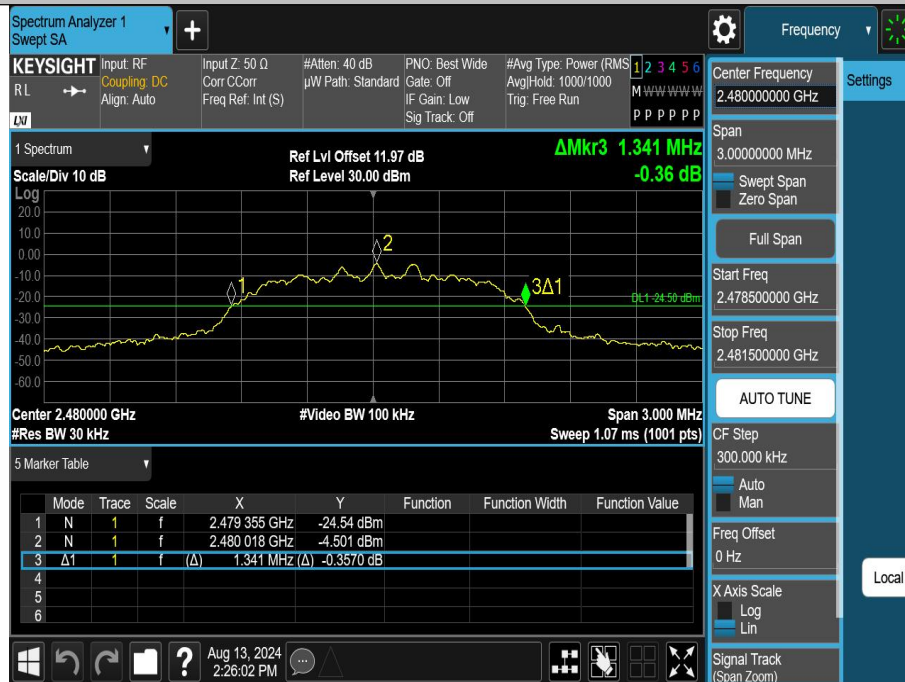 Spectrum Analyzer 1
Swept SA
+
Frequency
KEYSIGHT
RL
LXI
Input: RF
Coupling: DC
Align: Auto
Input Z: 50 Ω
Corr CCorr
Freq Ref: Int (S)
#Atten: 40 dB
µW Path: Standard
PNO: Best Wide
Gate: Off
IF Gain: Low
Sig Track: Off
#Avg Type: Power (RMS
Avg|Hold: 1000/1000
Trig: Free Run
1 2 3 4 5 6
M W W W W W
P P P P P P
1 Spectrum
Scale/Div 10 dB
Ref Lvl Offset 11.97 dB
Ref Level 30.00 dBm
ΔMkr3 1.341 MHz
-0.36 dB
Log
20.0
10.0
0.00
-10.0
-20.0
-30.0
-40.0
-50.0
-60.0
1
2
3Δ1
DL1 -24.50 dBm
Center 2.480000 GHz
#Video BW 100 kHz
Span 3.000 MHz
#Res BW 30 kHz
Sweep 1.07 ms (1001 pts)
5 Marker Table
Mode Trace Scale X Y Function Function Width Function Value
1 N 1 f 2.479 355 GHz -24.54 dBm
2 N 1 f 2.480 018 GHz -4.501 dBm
3 Δ1 1 f (Δ) 1.341 MHz (Δ) -0.3570 dB
4
5
6
?
Aug 13, 2024
2:26:02 PM
Center Frequency
2.480000000 GHz
Span
3.00000000 MHz
Swept Span
Zero Span
Full Span
Start Freq
2.478500000 GHz
Stop Freq
2.481500000 GHz
AUTO TUNE
CF Step
300.000 kHz
Auto
Man
Freq Offset
0 Hz
X Axis Scale
Log
Lin
Signal Track
(Span Zoom)
Settings
Local